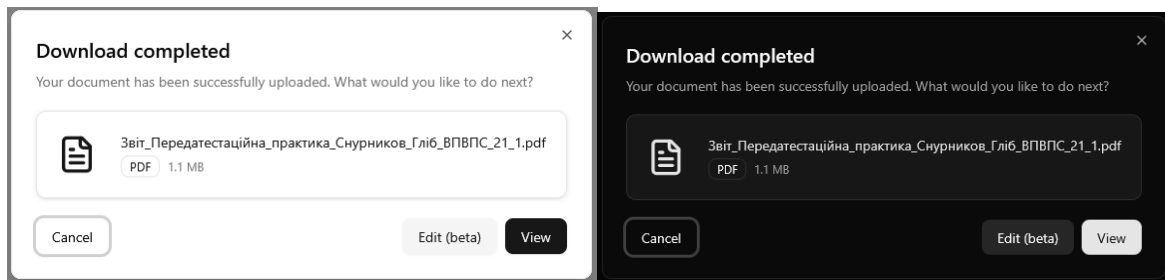 Download completed
Your document has been successfully uploaded. What would you like to do next?
Звіт_Передатестаційна_практика_Снурников_Гліб_ВПВПС_21_1.pdf
PDF 1.1 MB
Cancel Edit (beta) View
Download completed
Your document has been successfully uploaded. What would you like to do next?
Звіт_Передатестаційна_практика_Снурников_Гліб_ВПВПС_21_1.pdf
PDF 1.1 MB
Cancel Edit (beta) View